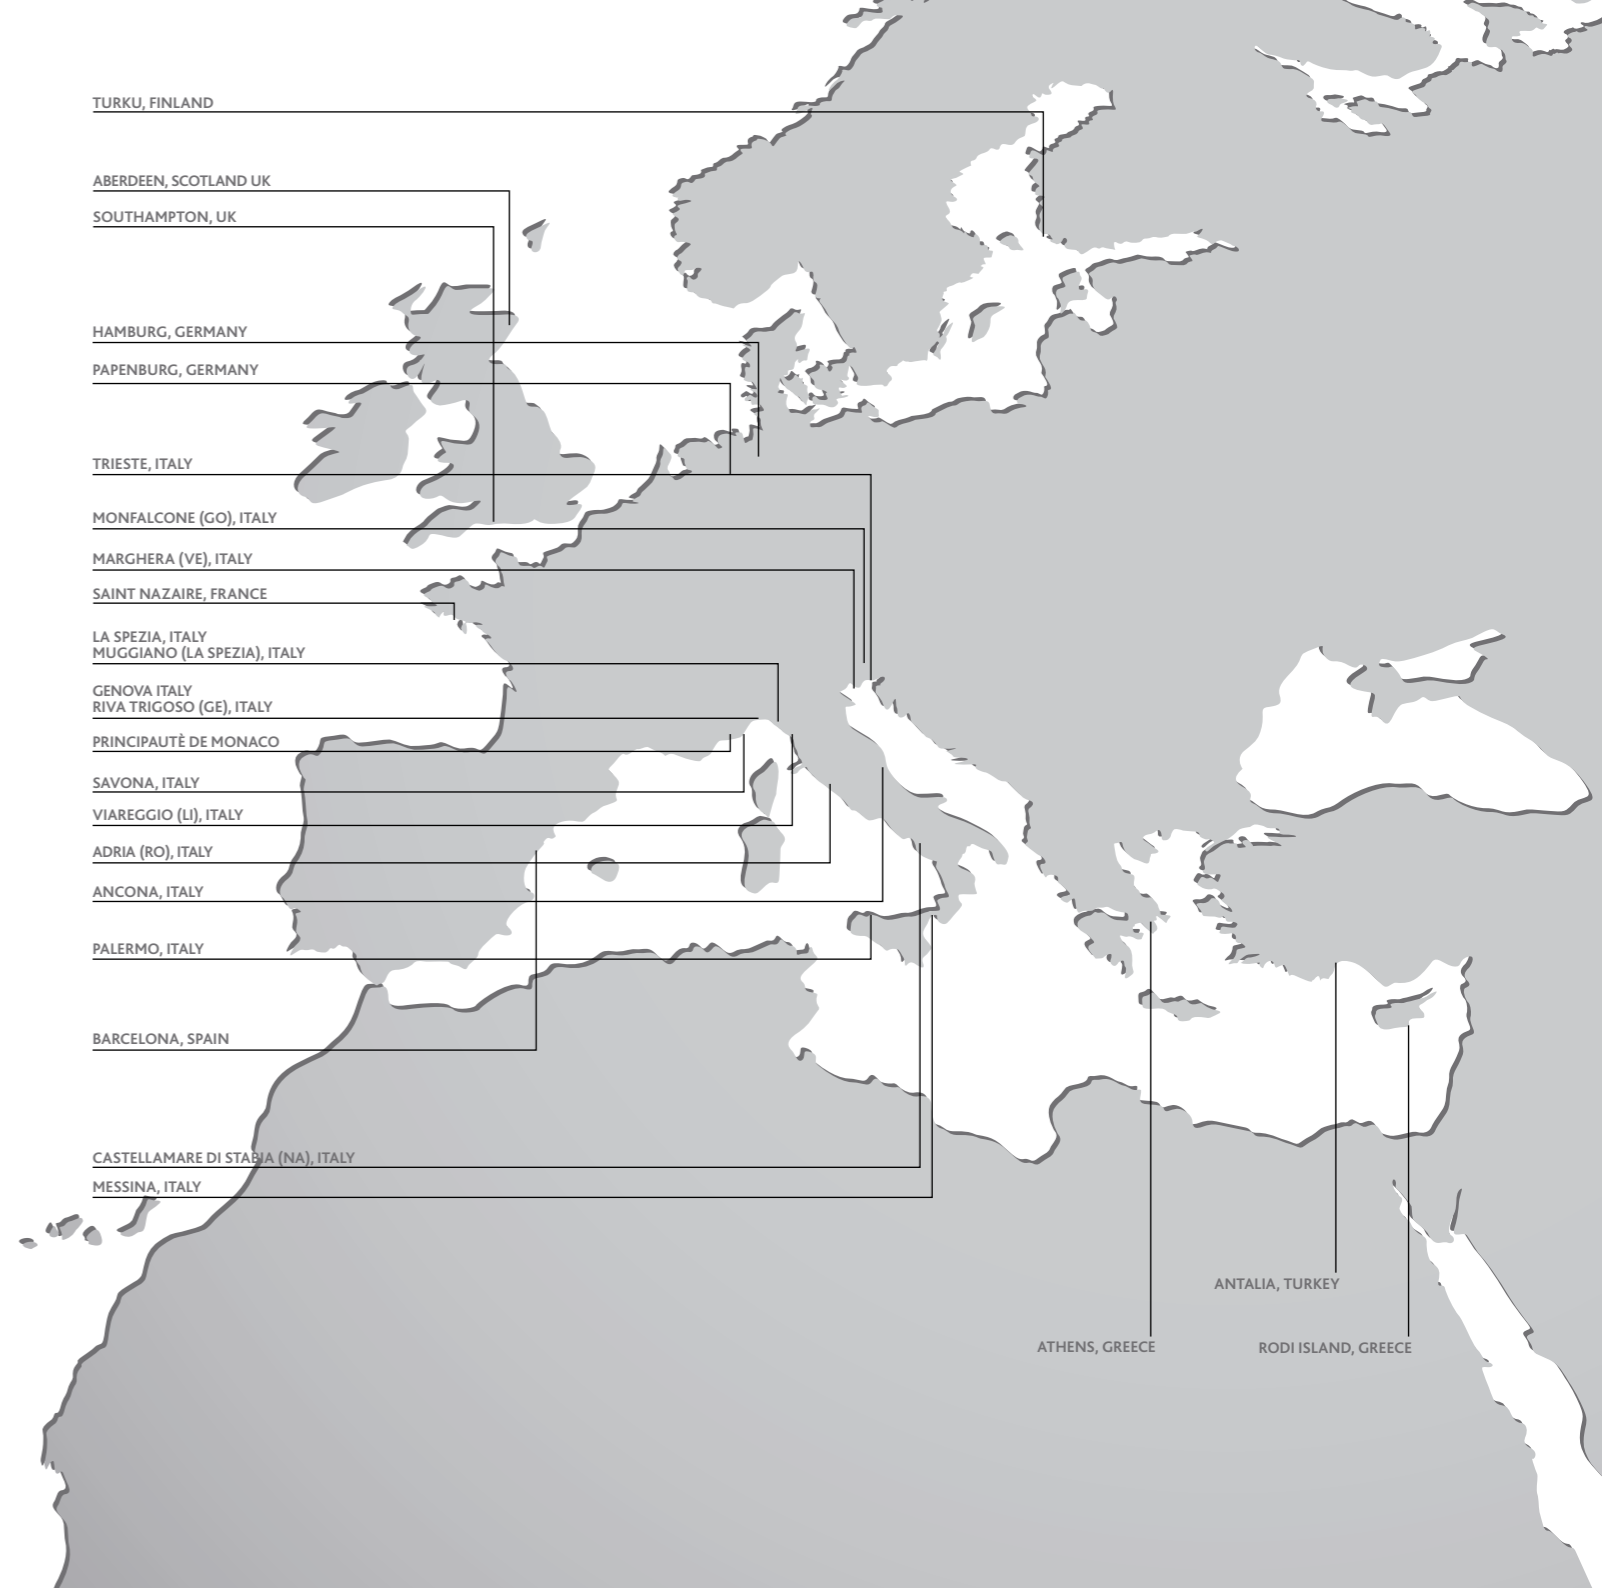 TURKU, FINLAND
ABERDEEN, SCOTLAND UK
SOUTHAMPTON, UK
HAMBURG, GERMANY
PAPENBURG, GERMANY
TRIESTE, ITALY
MONFALCONE (GO), ITALY
MARGHERA (VE), ITALY
SAINT NAZAIRE, FRANCE
LA SPEZIA, ITALY
MUGGIANO (LA SPEZIA), ITALY
GENOVA ITALY
RIVA TRIGOSO (GE), ITALY
PRINCIPAUTÈ DE MONACO
SAVONA, ITALY
VIAREGGIO (LI), ITALY
ADRIA (RO), ITALY
ANCONA, ITALY
PALERMO, ITALY
BARCELONA, SPAIN
CASTELLAMARE DI STABIA (NA), ITALY
MESSINA, ITALY
ANTALIA, TURKEY
ATHENS, GREECE
RODI ISLAND, GREECE